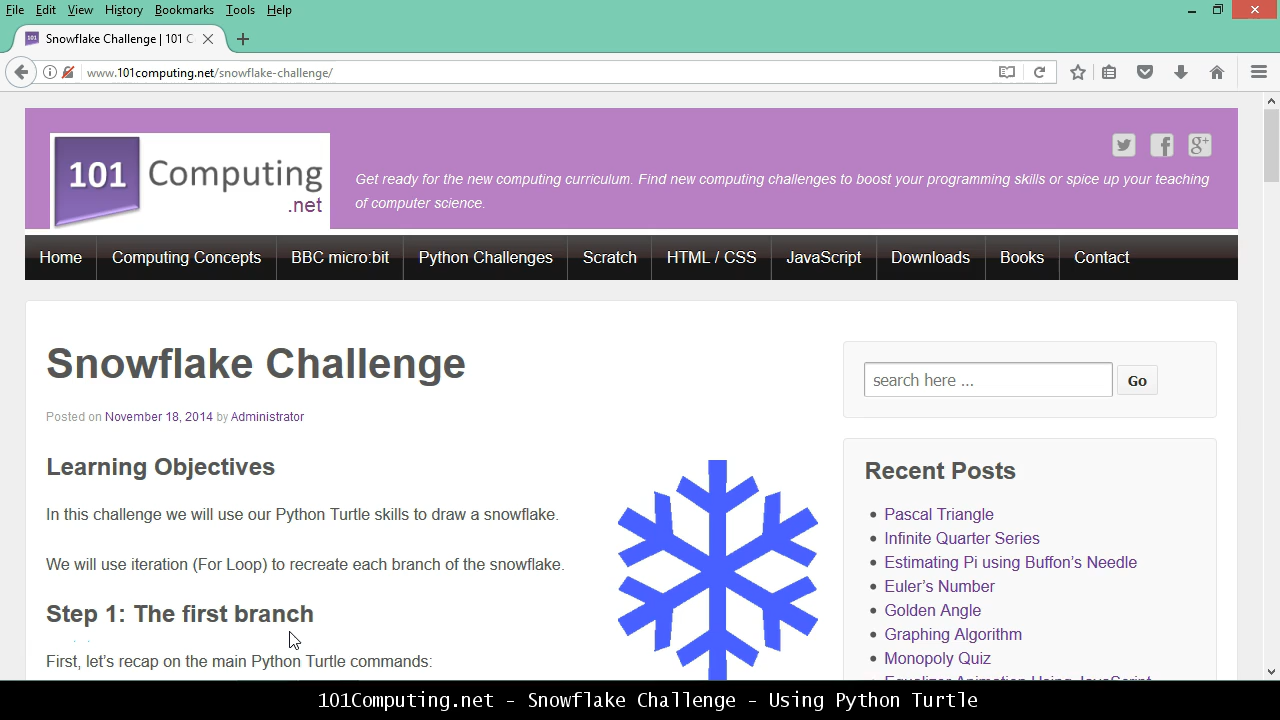 File Edit View History Bookmarks Tools Help
101 Snowflake Challenge | 101 C
www.101computing.net/snowflake-challenge/
101 Computing
.net
Get ready for the new computing curriculum. Find new computing challenges to boost your programming skills or spice up your teaching
of computer science.
Home Computing Concepts BBC micro:bit Python Challenges Scratch HTML / CSS JavaScript Downloads Books Contact
Snowflake Challenge
Posted on November 18, 2014 by Administrator
Learning Objectives
In this challenge we will use our Python Turtle skills to draw a snowflake.
We will use iteration (For Loop) to recreate each branch of the snowflake.
Step 1: The first branch
First, let’s recap on the main Python Turtle commands:
search here ...
Go
Recent Posts
Pascal Triangle
Infinite Quarter Series
Estimating Pi using Buffon’s Needle
Euler’s Number
Golden Angle
Graphing Algorithm
Monopoly Quiz
101Computing.net - Snowflake Challenge - Using Python Turtle